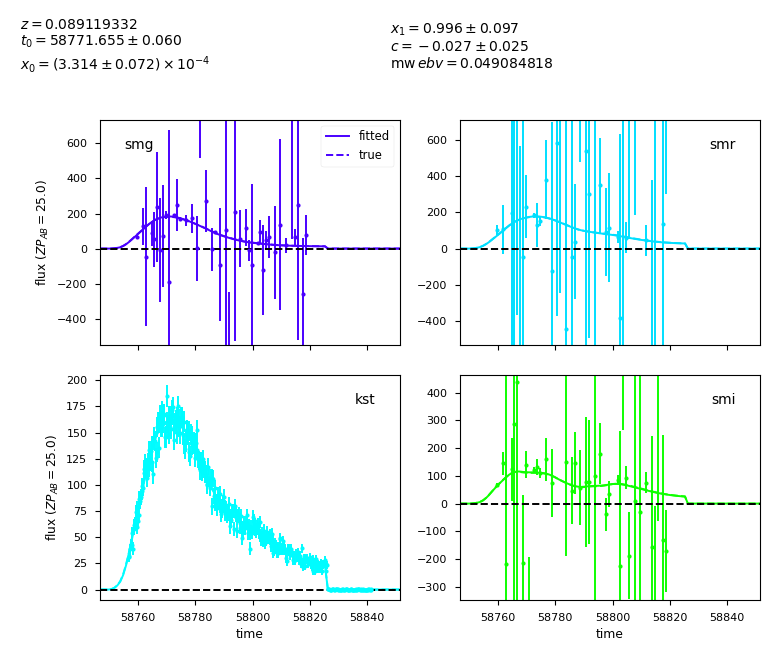 z = 0.089119332
t₀ = 58771.655 ± 0.060
x₀ = (3.314 ± 0.072) × 10⁻⁴
x₁ = 0.996 ± 0.097
c = −0.027 ± 0.025
mw ebv = 0.049084818
smg
fitted
true
600
400
200
0
−200
−400
flux (ZP_AB = 25.0)
smr
600
400
200
0
−200
−400
kst
200
175
150
125
100
75
50
25
0
flux (ZP_AB = 25.0)
58760 58780 58800 58820 58840
time
smi
400
300
200
100
0
−100
−200
−300
58760 58780 58800 58820 58840
time